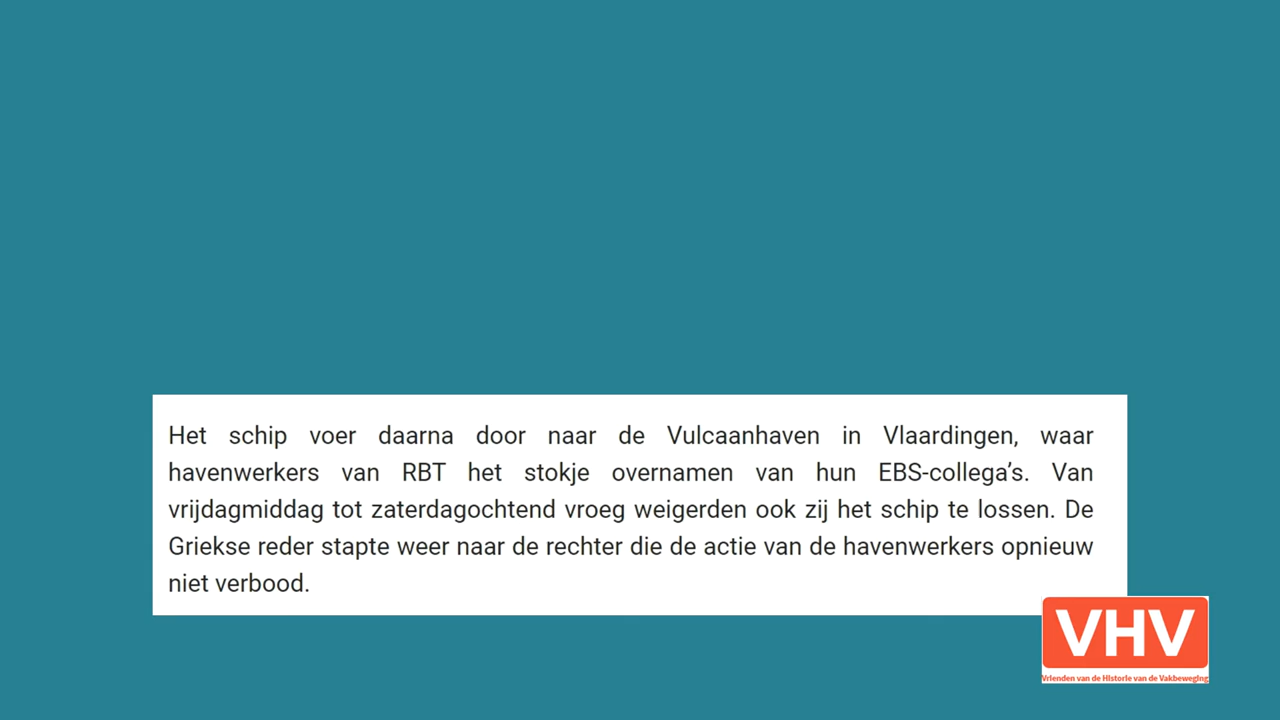 Het schip voer daarna door naar de Vulcaanhaven in Vlaardingen, waar
havenwerkers van RBT het stokje overnamen van hun EBS-collega’s. Van
vrijdagmiddag tot zaterdagochtend vroeg weigerden ook zij het schip te lossen. De
Griekse reder stapte weer naar de rechter die de actie van de havenwerkers opnieuw
niet verbood.
VHV
Vrienden van de Historie van de Vakbeweging